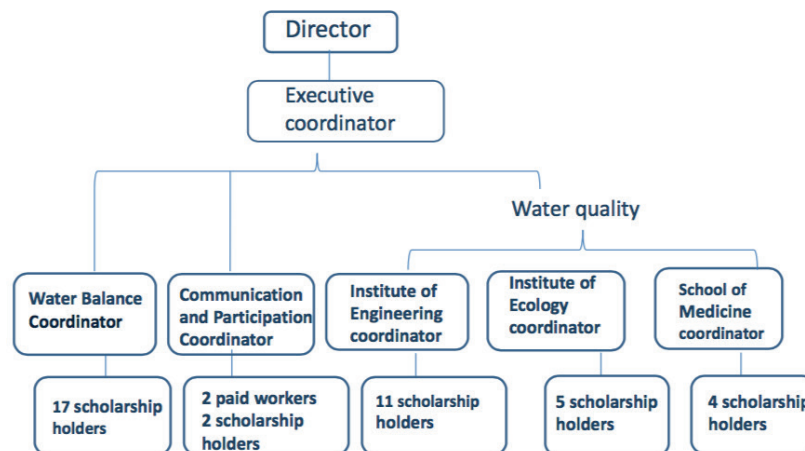 Director
Executive
coordinator
Water quality
Water Balance
Coordinator
Communication
and Participation
Coordinator
Institute of
Engineering
coordinator
Institute of
Ecology
coordinator
School of
Medicine
coordinator
17 scholarship
holders
2 paid workers
2 scholarship
holders
11 scholarship
holders
5 scholarship
holders
4 scholarship
holders